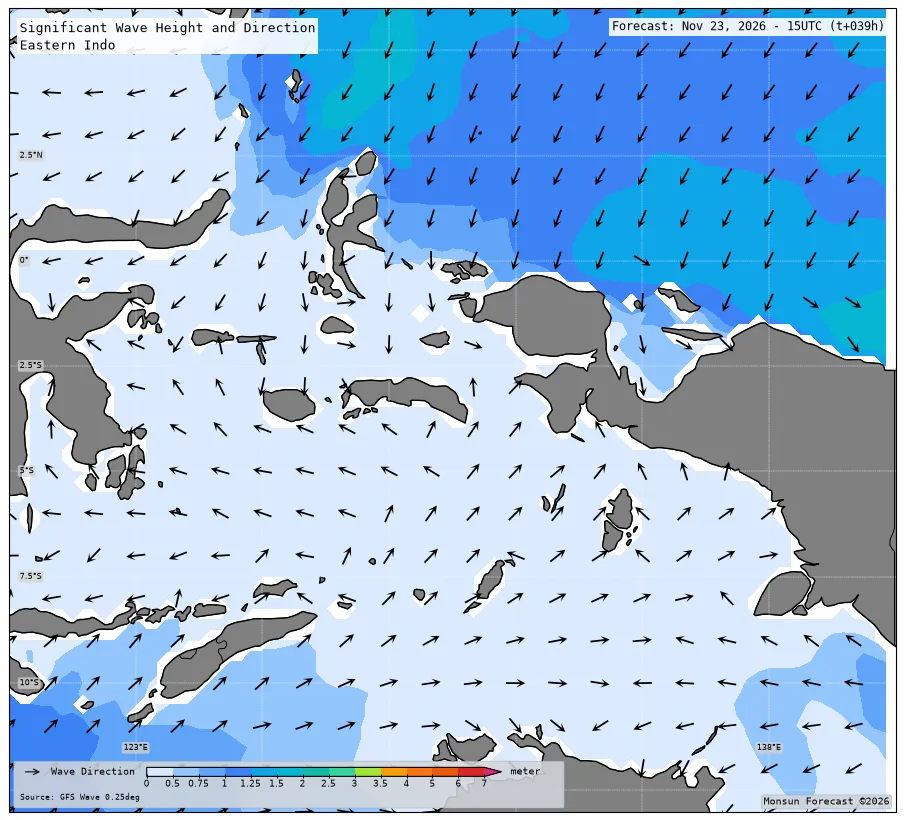 Significant Wave Height and Direction
Eastern Indo
Forecast: Nov 23, 2026 - 15UTC (t+039h)
2.5°N
0°
2.5°S
5°S
7.5°S
10°S
123°E
138°E
Wave Direction
meter
0 0.5 0.75 1 1.25 1.5 2 2.5 3 3.5 4 5 6 7
Source: GFS Wave 0.25deg
Monsun Forecast ©2026